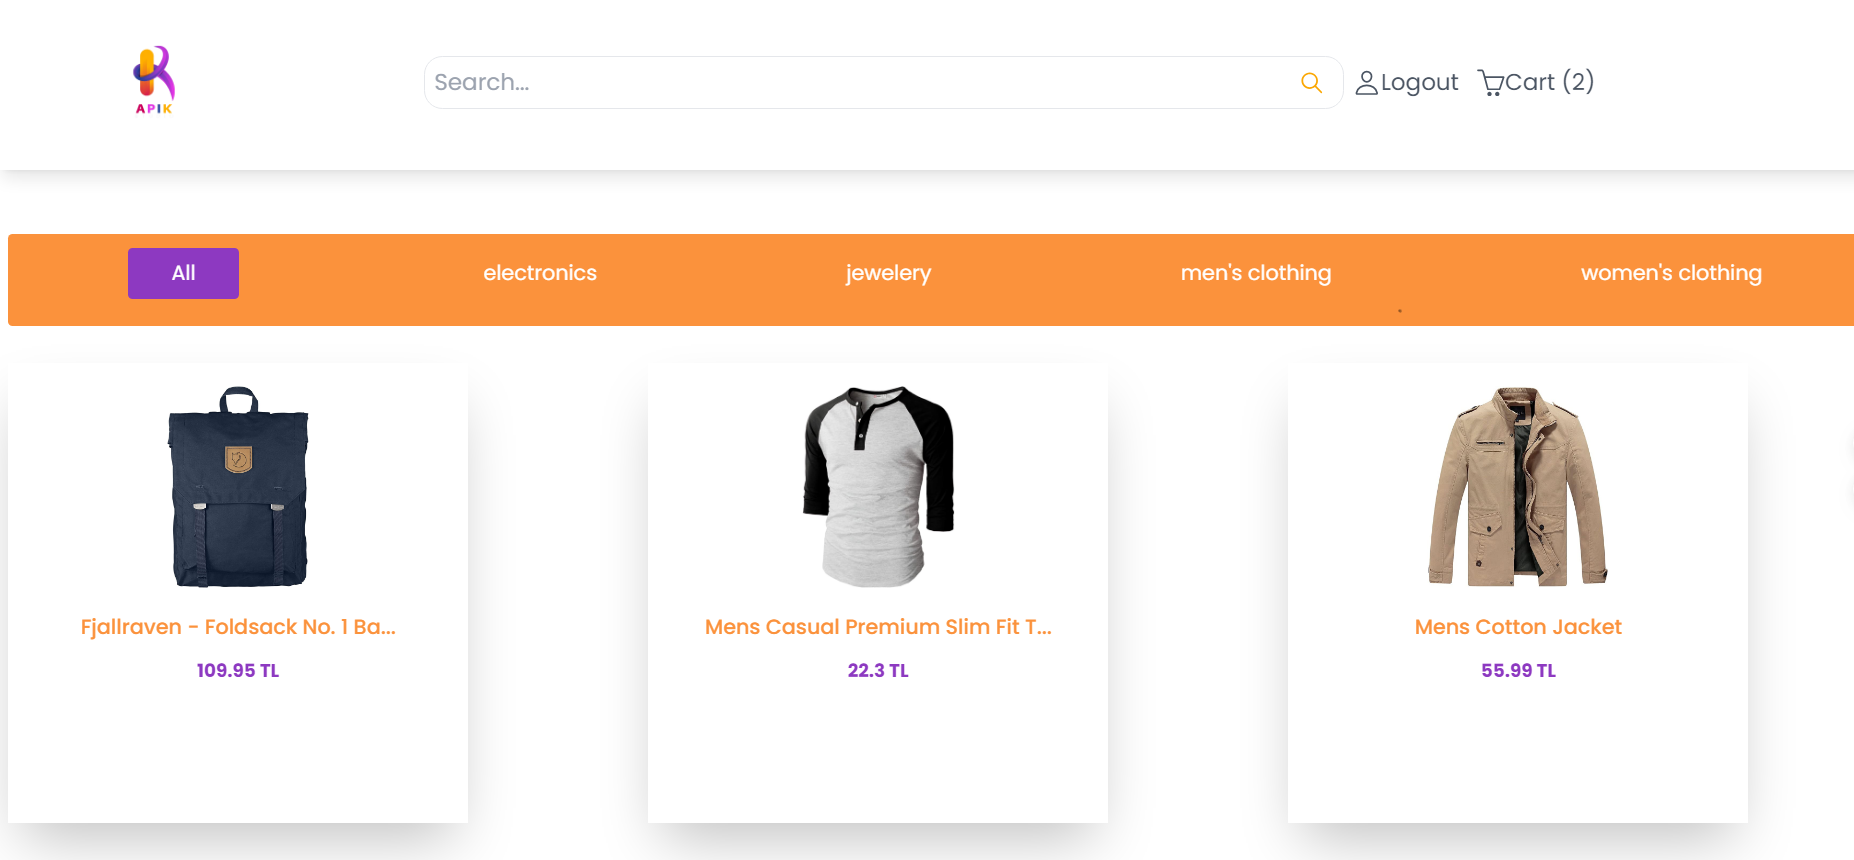 APIK
Search...
Logout
Cart (2)
All
electronics
jewelery
men's clothing
women's clothing
Fjallraven - Foldsack No. 1 Ba...
109.95 TL
Mens Casual Premium Slim Fit T...
22.3 TL
Mens Cotton Jacket
55.99 TL